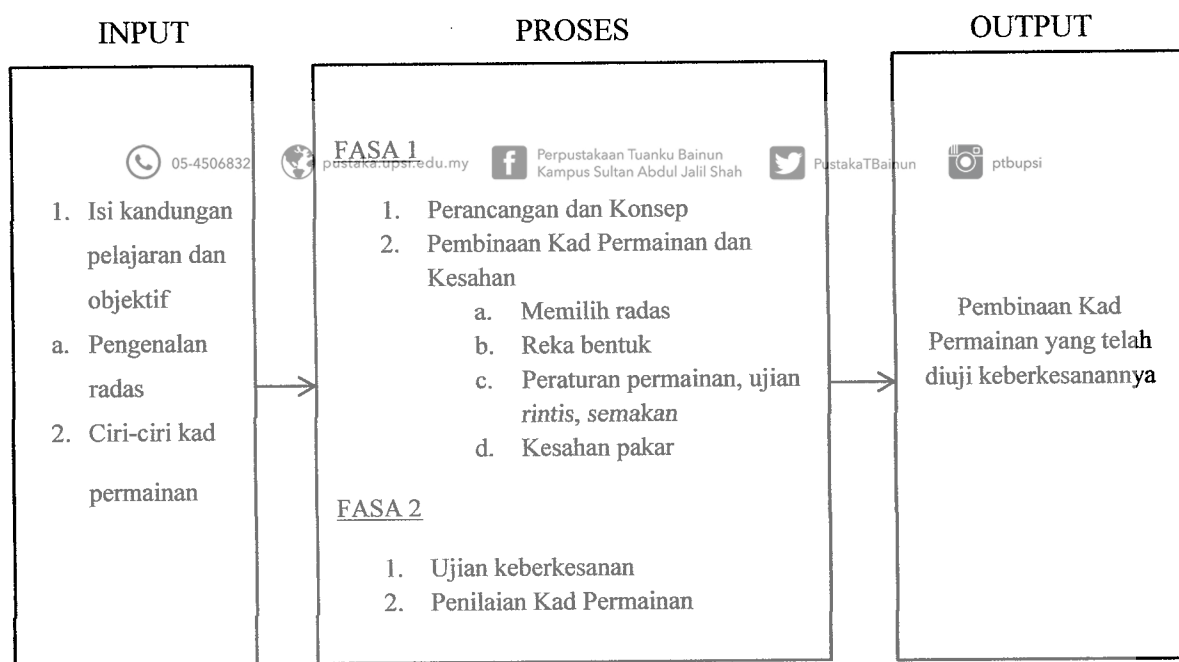 INPUT
PROSES
OUTPUT
05-4506832
pustaka.upsi.edu.my
Perpustakaan Tuanku Bainun
Kampus Sultan Abdul Jalil Shah
PustakaTBainun
ptbupsi
1. Isi kandungan
pelajaran dan
objektif
a. Pengenalan
radas
2. Ciri-ciri kad
permainan
FASA 1
1. Perancangan dan Konsep
2. Pembinaan Kad Permainan dan
Kesahan
a. Memilih radas
b. Reka bentuk
c. Peraturan permainan, ujian
rintis, semakan
d. Kesahan pakar
FASA 2
1. Ujian keberkesanan
2. Penilaian Kad Permainan
Pembinaan Kad
Permainan yang telah
diuji keberkesanannya